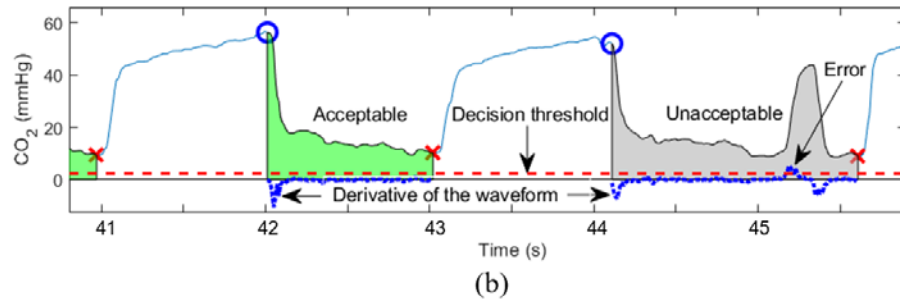 60
40
20
0
CO2 (mmHg)
Acceptable
Decision threshold
Unacceptable
Error
Derivative of the waveform
41
42
43
44
45
Time (s)
(b)